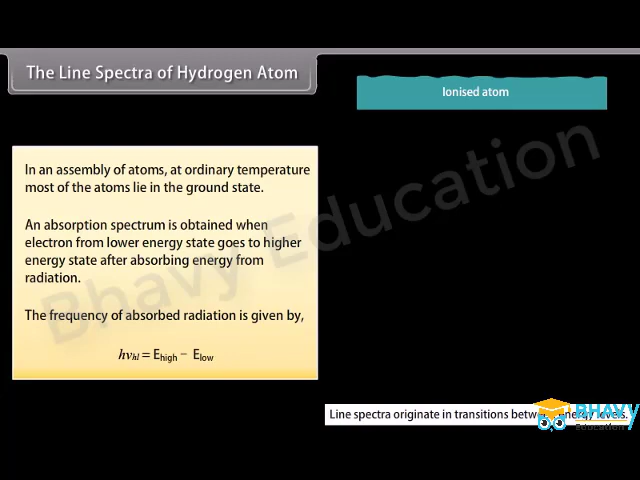 The Line Spectra of Hydrogen Atom
Ionised atom
In an assembly of atoms, at ordinary temperature
most of the atoms lie in the ground state.
An absorption spectrum is obtained when
electron from lower energy state goes to higher
energy state after absorbing energy from
radiation.
The frequency of absorbed radiation is given by,
hνhl = Ehigh − Elow
Bhavy Education
Line spectra originate in transitions energy levels.
BHAVY
Education